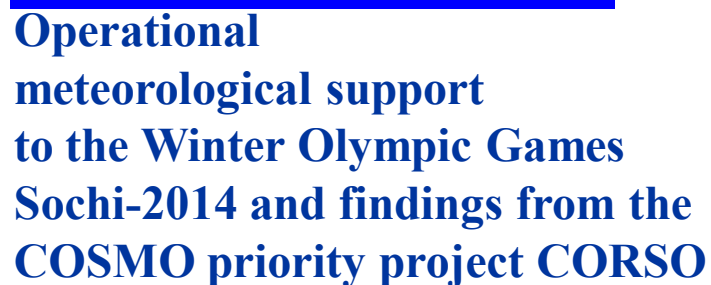 Operational
meteorological support
to the Winter Olympic Games
Sochi-2014 and findings from the
COSMO priority project CORSO